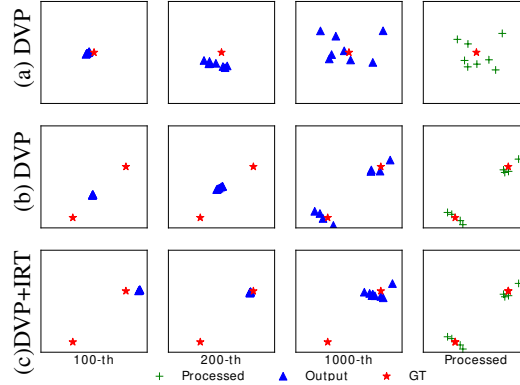 (a) DVP
(b) DVP
(c)DVP+IRT
100-th 200-th 1000-th Processed
Processed Output GT